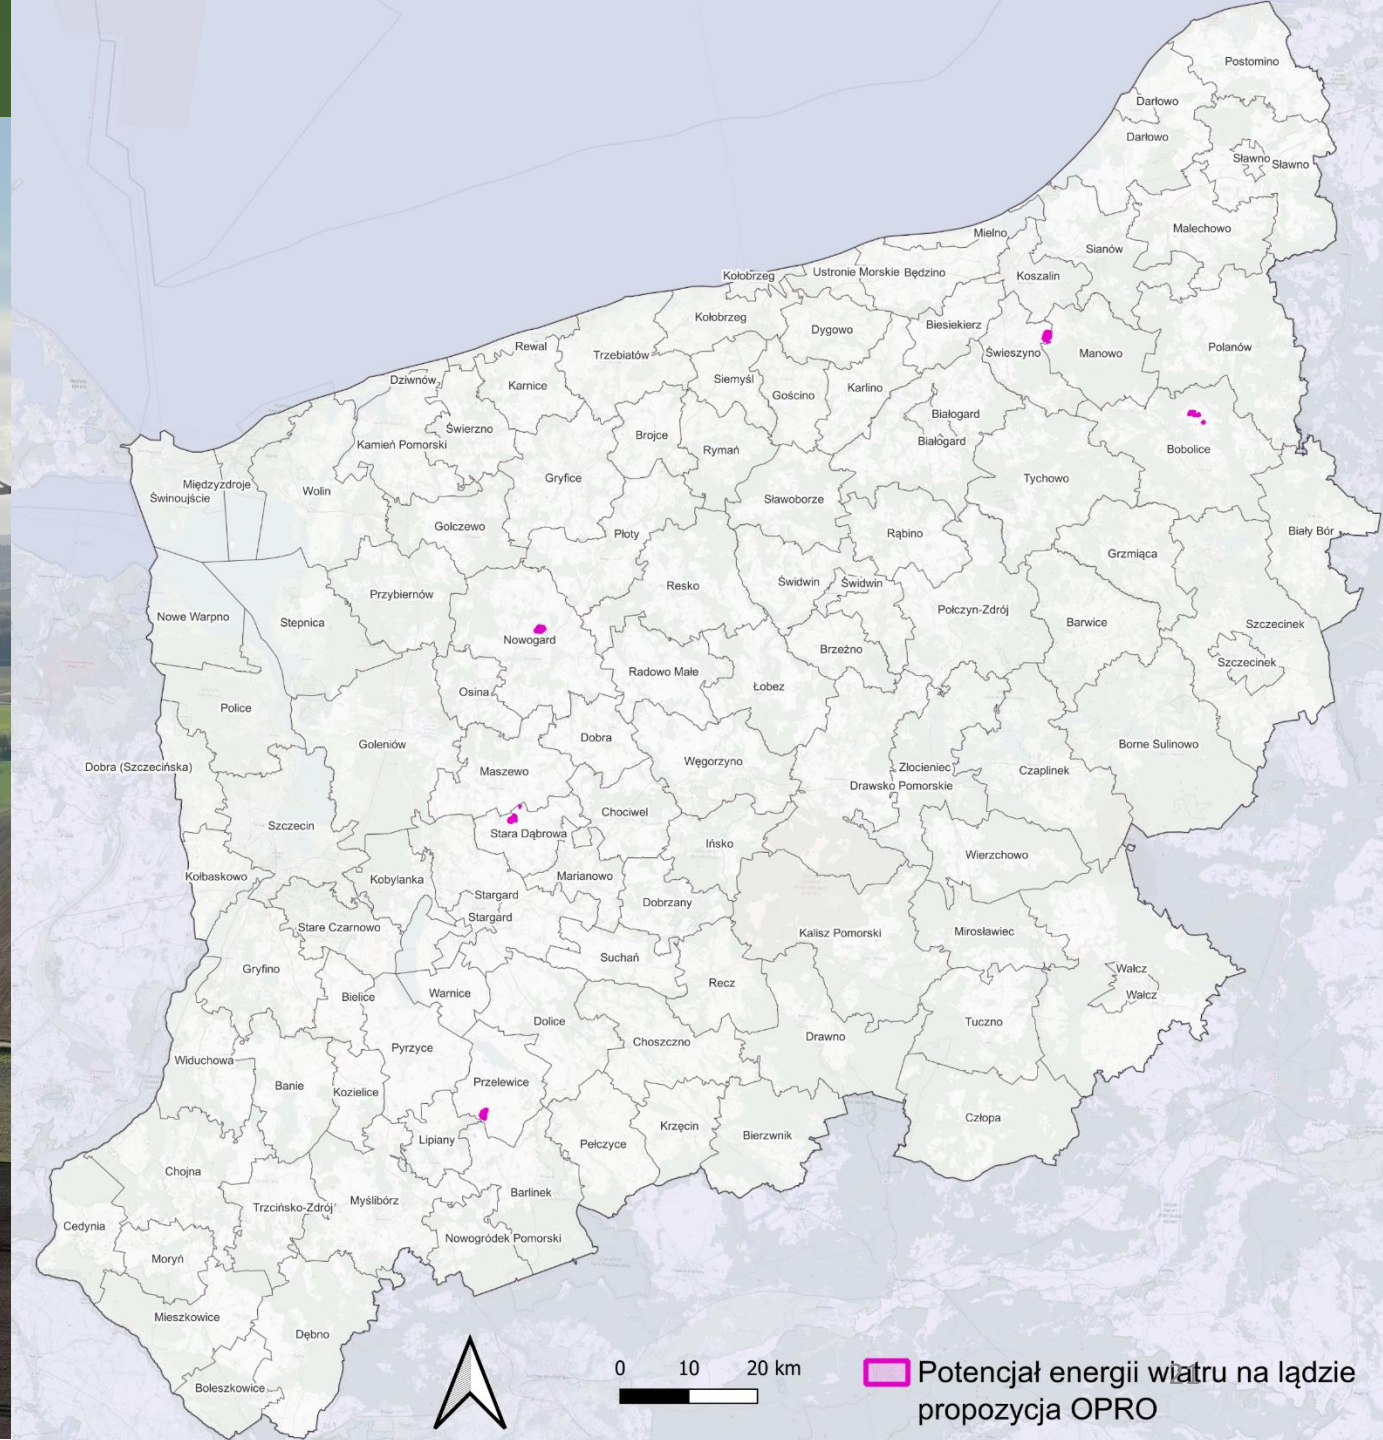 Postomino
Darłowo
Darłowo
Sławno
Sławno
Malechowo
Mielno
Sianów
Kołobrzeg
Ustronie Morskie
Będzino
Koszalin
Kołobrzeg
Dygowo
Biesiekierz
Świeszyno
Manowo
Polanów
Rewal
Trzebiatów
Dziwnów
Karnice
Siemyśl
Gościno
Karlino
Białogard
Białogard
Świerzno
Kamień Pomorski
Brojce
Rymań
Bobolice
Międzyzdroje
Świnoujście
Wolin
Gryfice
Tychowo
Sławoborze
Golczewo
Płoty
Rąbino
Biały Bór
Grzmiąca
Resko
Świdwin
Świdwin
Przybiernów
Połczyn-Zdrój
Nowe Warpno
Stepnica
Barwice
Szczecinek
Nowogard
Brzeżno
Szczecinek
Radowo Małe
Osina
Łobez
Police
Dobra
Goleniów
Borne Sulinowo
Dobra (Szczecińska)
Maszewo
Węgorzyno
Złocieniec
Czaplinek
Drawsko Pomorskie
Chociwel
Szczecin
Stara Dąbrowa
Ińsko
Wierzchowo
Kołbaskowo
Kobylanka
Marianowo
Stargard
Dobrzany
Stargard
Stare Czarnowo
Kalisz Pomorski
Mirosławiec
Suchań
Gryfino
Wałcz
Recz
Bielice
Warnice
Wałcz
Dolice
Tuczno
Drawno
Choszczno
Pyrzyce
Widuchowa
Banie
Kozielice
Przelewice
Człopa
Krzęcin
Bierzwnik
Lipiany
Pełczyce
Chojna
Barlinek
Trzcińsko-Zdrój
Myślibórz
Cedynia
Nowogródek Pomorski
Moryń
Mieszkowice
Dębno
Boleszkowice
0 10 20 km
Potencjał energii wiatru na lądzie
propozycja OPRO
21